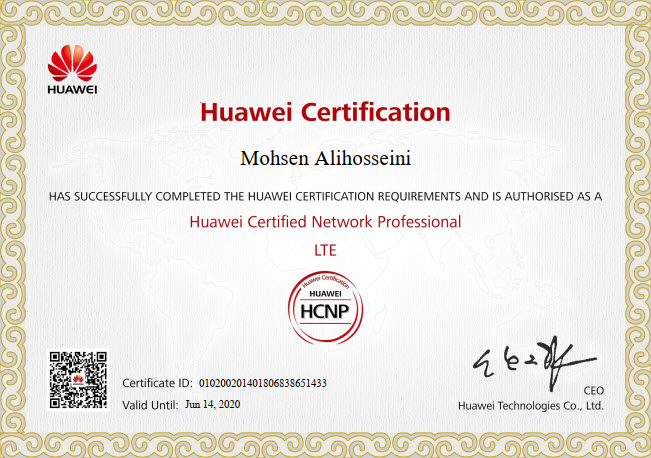 HUAWEI
Huawei Certification
Mohsen Alihosseini
HAS SUCCESSFULLY COMPLETED THE HUAWEI CERTIFICATION REQUIREMENTS AND IS AUTHORISED AS A
Huawei Certified Network Professional
LTE
Huawei Certification
HUAWEI
HCNP
Certificate ID: 010200201401806838651433
Valid Until: Jun 14, 2020
CEO
Huawei Technologies Co., Ltd.